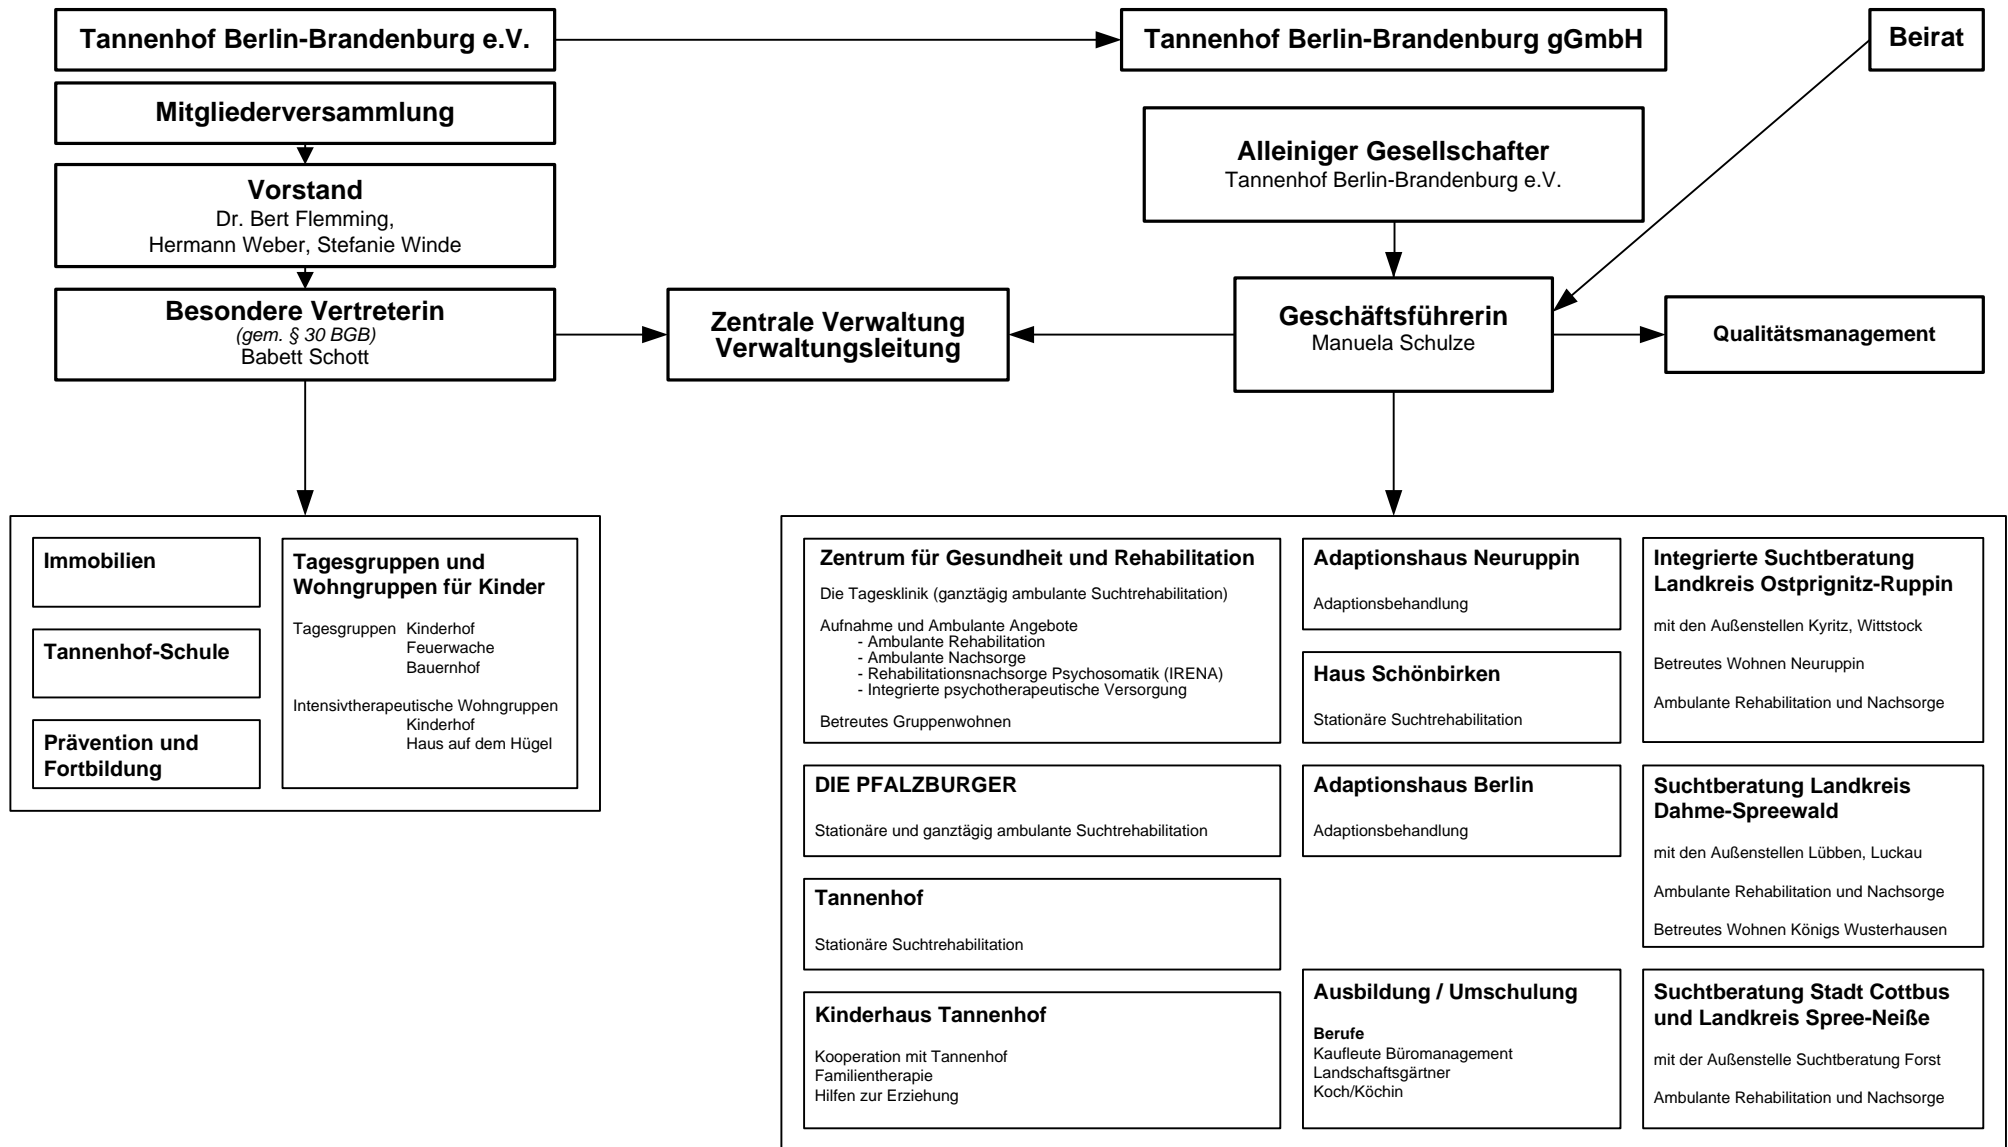 Tannenhof Berlin-Brandenburg e.V.
Tannenhof Berlin-Brandenburg gGmbH
Beirat
Mitgliederversammlung
Alleiniger Gesellschafter
Tannenhof Berlin-Brandenburg e.V.
Vorstand
Dr. Bert Flemming,
Hermann Weber, Stefanie Winde
Besondere Vertreterin
(gem. § 30 BGB)
Babett Schott
Zentrale Verwaltung
Verwaltungsleitung
Geschäftsführerin
Manuela Schulze
Qualitätsmanagement
Immobilien
Tannenhof-Schule
Prävention und
Fortbildung
Tagesgruppen und
Wohngruppen für Kinder
Tagesgruppen Kinderhof
Feuerwache
Bauernhof
Intensivtherapeutische Wohngruppen
Kinderhof
Haus auf dem Hügel
Zentrum für Gesundheit und Rehabilitation
Die Tagesklinik (ganztägig ambulante Suchtrehabilitation)
Aufnahme und Ambulante Angebote
- Ambulante Rehabilitation
- Ambulante Nachsorge
- Rehabilitationsnachsorge Psychosomatik (IRENA)
- Integrierte psychotherapeutische Versorgung
Betreutes Gruppenwohnen
DIE PFALZBURGER
Stationäre und ganztägig ambulante Suchtrehabilitation
Tannenhof
Stationäre Suchtrehabilitation
Kinderhaus Tannenhof
Kooperation mit Tannenhof
Familientherapie
Hilfen zur Erziehung
Adaptionshaus Neuruppin
Adaptionsbehandlung
Haus Schönbirken
Stationäre Suchtrehabilitation
Adaptionshaus Berlin
Adaptionsbehandlung
Ausbildung / Umschulung
Berufe
Kaufleute Büromanagement
Landschaftsgärtner
Koch/Köchin
Integrierte Suchtberatung
Landkreis Ostprignitz-Ruppin
mit den Außenstellen Kyritz, Wittstock
Betreutes Wohnen Neuruppin
Ambulante Rehabilitation und Nachsorge
Suchtberatung Landkreis
Dahme-Spreewald
mit den Außenstellen Lübben, Luckau
Ambulante Rehabilitation und Nachsorge
Betreutes Wohnen Königs Wusterhausen
Suchtberatung Stadt Cottbus
und Landkreis Spree-Neiße
mit der Außenstelle Suchtberatung Forst
Ambulante Rehabilitation und Nachsorge